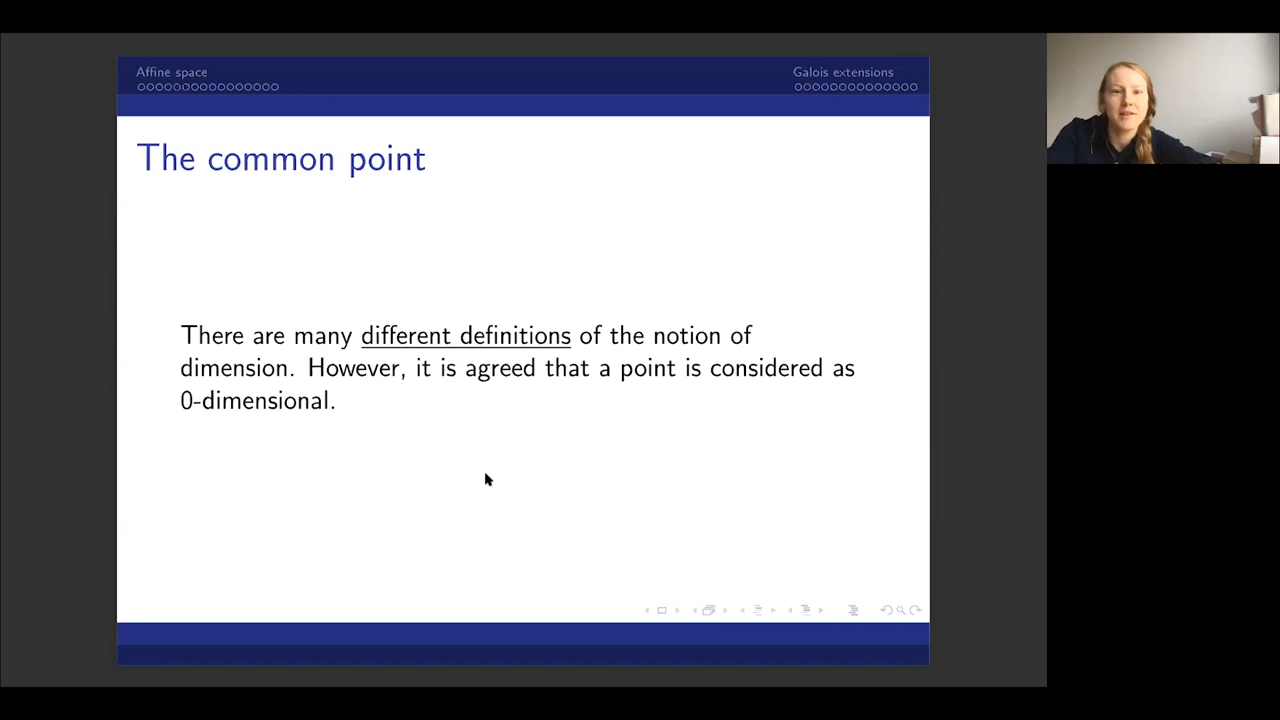 Affine space
Galois extensions
The common point
There are many different definitions of the notion of
dimension. However, it is agreed that a point is considered as
0-dimensional.